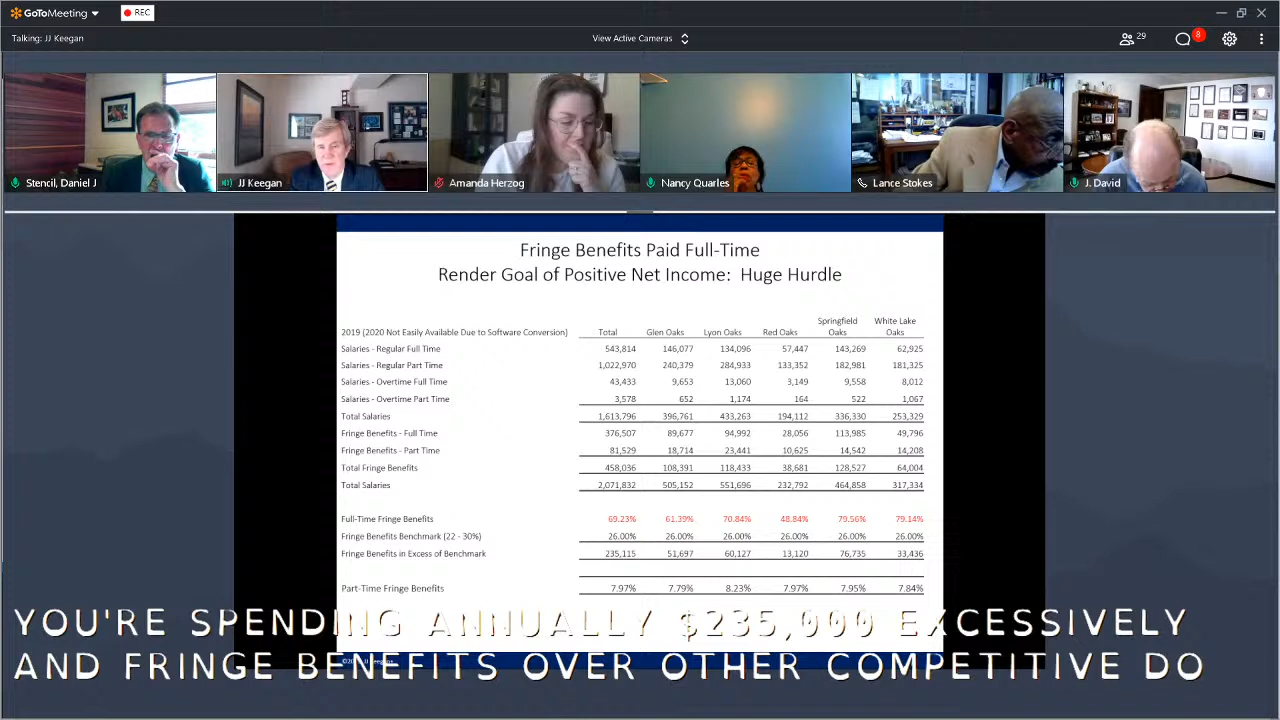 GoToMeeting REC
Talking: JJ Keegan View Active Cameras 29 8
Stencil, Daniel J JJ Keegan Amanda Herzog Nancy Quarles Lance Stokes J. David
Fringe Benefits Paid Full-Time
Render Goal of Positive Net Income: Huge Hurdle
Springfield White Lake
2019 (2020 Not Easily Available Due to Software Conversion) Total Glen Oaks Lyon Oaks Red Oaks Oaks Oaks
Salaries - Regular Full Time 543,814 146,077 134,096 57,447 143,269 62,925
Salaries - Regular Part Time 1,022,970 240,379 284,933 133,352 182,981 181,325
Salaries - Overtime Full Time 43,433 9,653 13,060 3,149 9,558 8,012
Salaries - Overtime Part Time 3,578 652 1,174 164 522 1,067
Total Salaries 1,613,796 396,761 433,263 194,112 336,330 253,329
Fringe Benefits - Full Time 376,507 89,677 94,992 28,056 113,985 49,796
Fringe Benefits - Part Time 81,529 18,714 23,441 10,625 14,542 14,208
Total Fringe Benefits 458,036 108,391 118,433 38,681 128,527 64,004
Total Salaries 2,071,832 505,152 551,696 232,792 464,858 317,334
Full-Time Fringe Benefits 69.23% 61.39% 70.84% 48.84% 79.56% 79.14%
Fringe Benefits Benchmark (22 - 30%) 26.00% 26.00% 26.00% 26.00% 26.00% 26.00%
Fringe Benefits in Excess of Benchmark 235,115 51,697 60,127 13,120 76,735 33,436
Part-Time Fringe Benefits 7.97% 7.79% 8.23% 7.97% 7.95% 7.84%
YOU'RE SPENDING ANNUALLY $235,000 EXCESSIVELY
AND FRINGE BENEFITS OVER OTHER COMPETITIVE DO